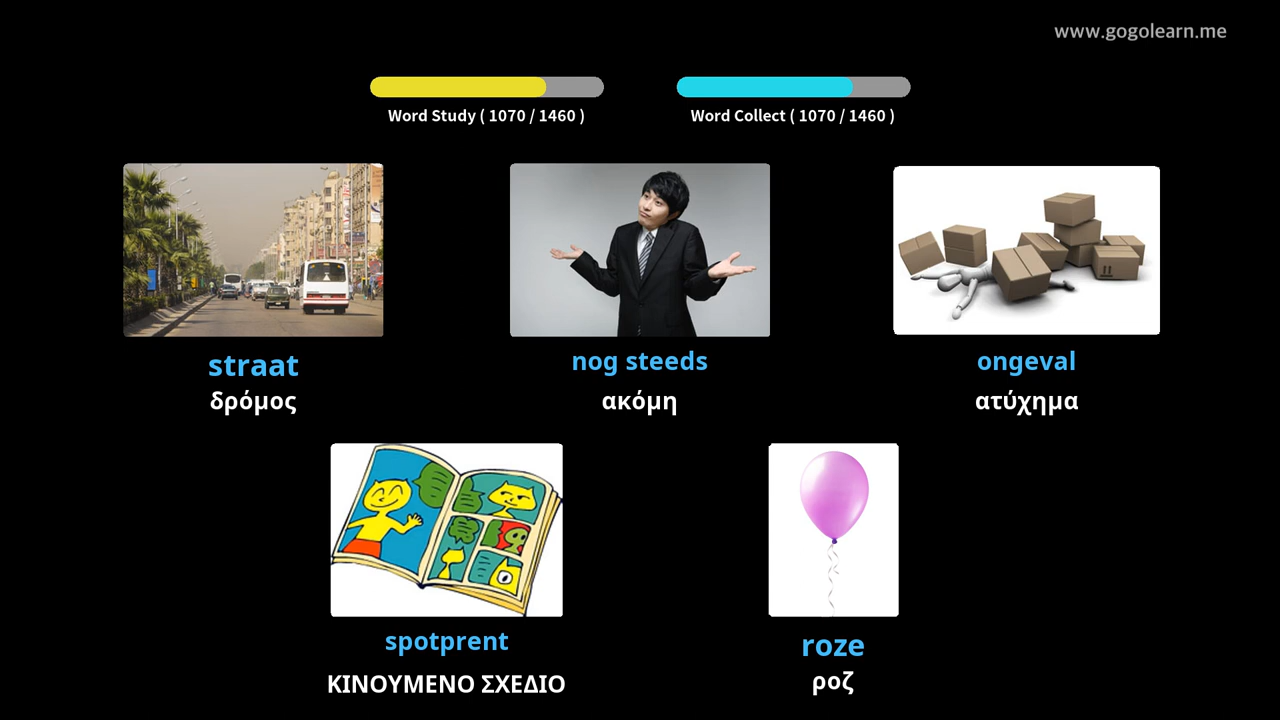 www.gogolearn.me
Word Study ( 1070 / 1460 )
Word Collect ( 1070 / 1460 )
straat
δρόμος
nog steeds
ακόμη
ongeval
ατύχημα
spotprent
ΚΙΝΟΥΜΕΝΟ ΣΧΕΔΙΟ
roze
ροζ